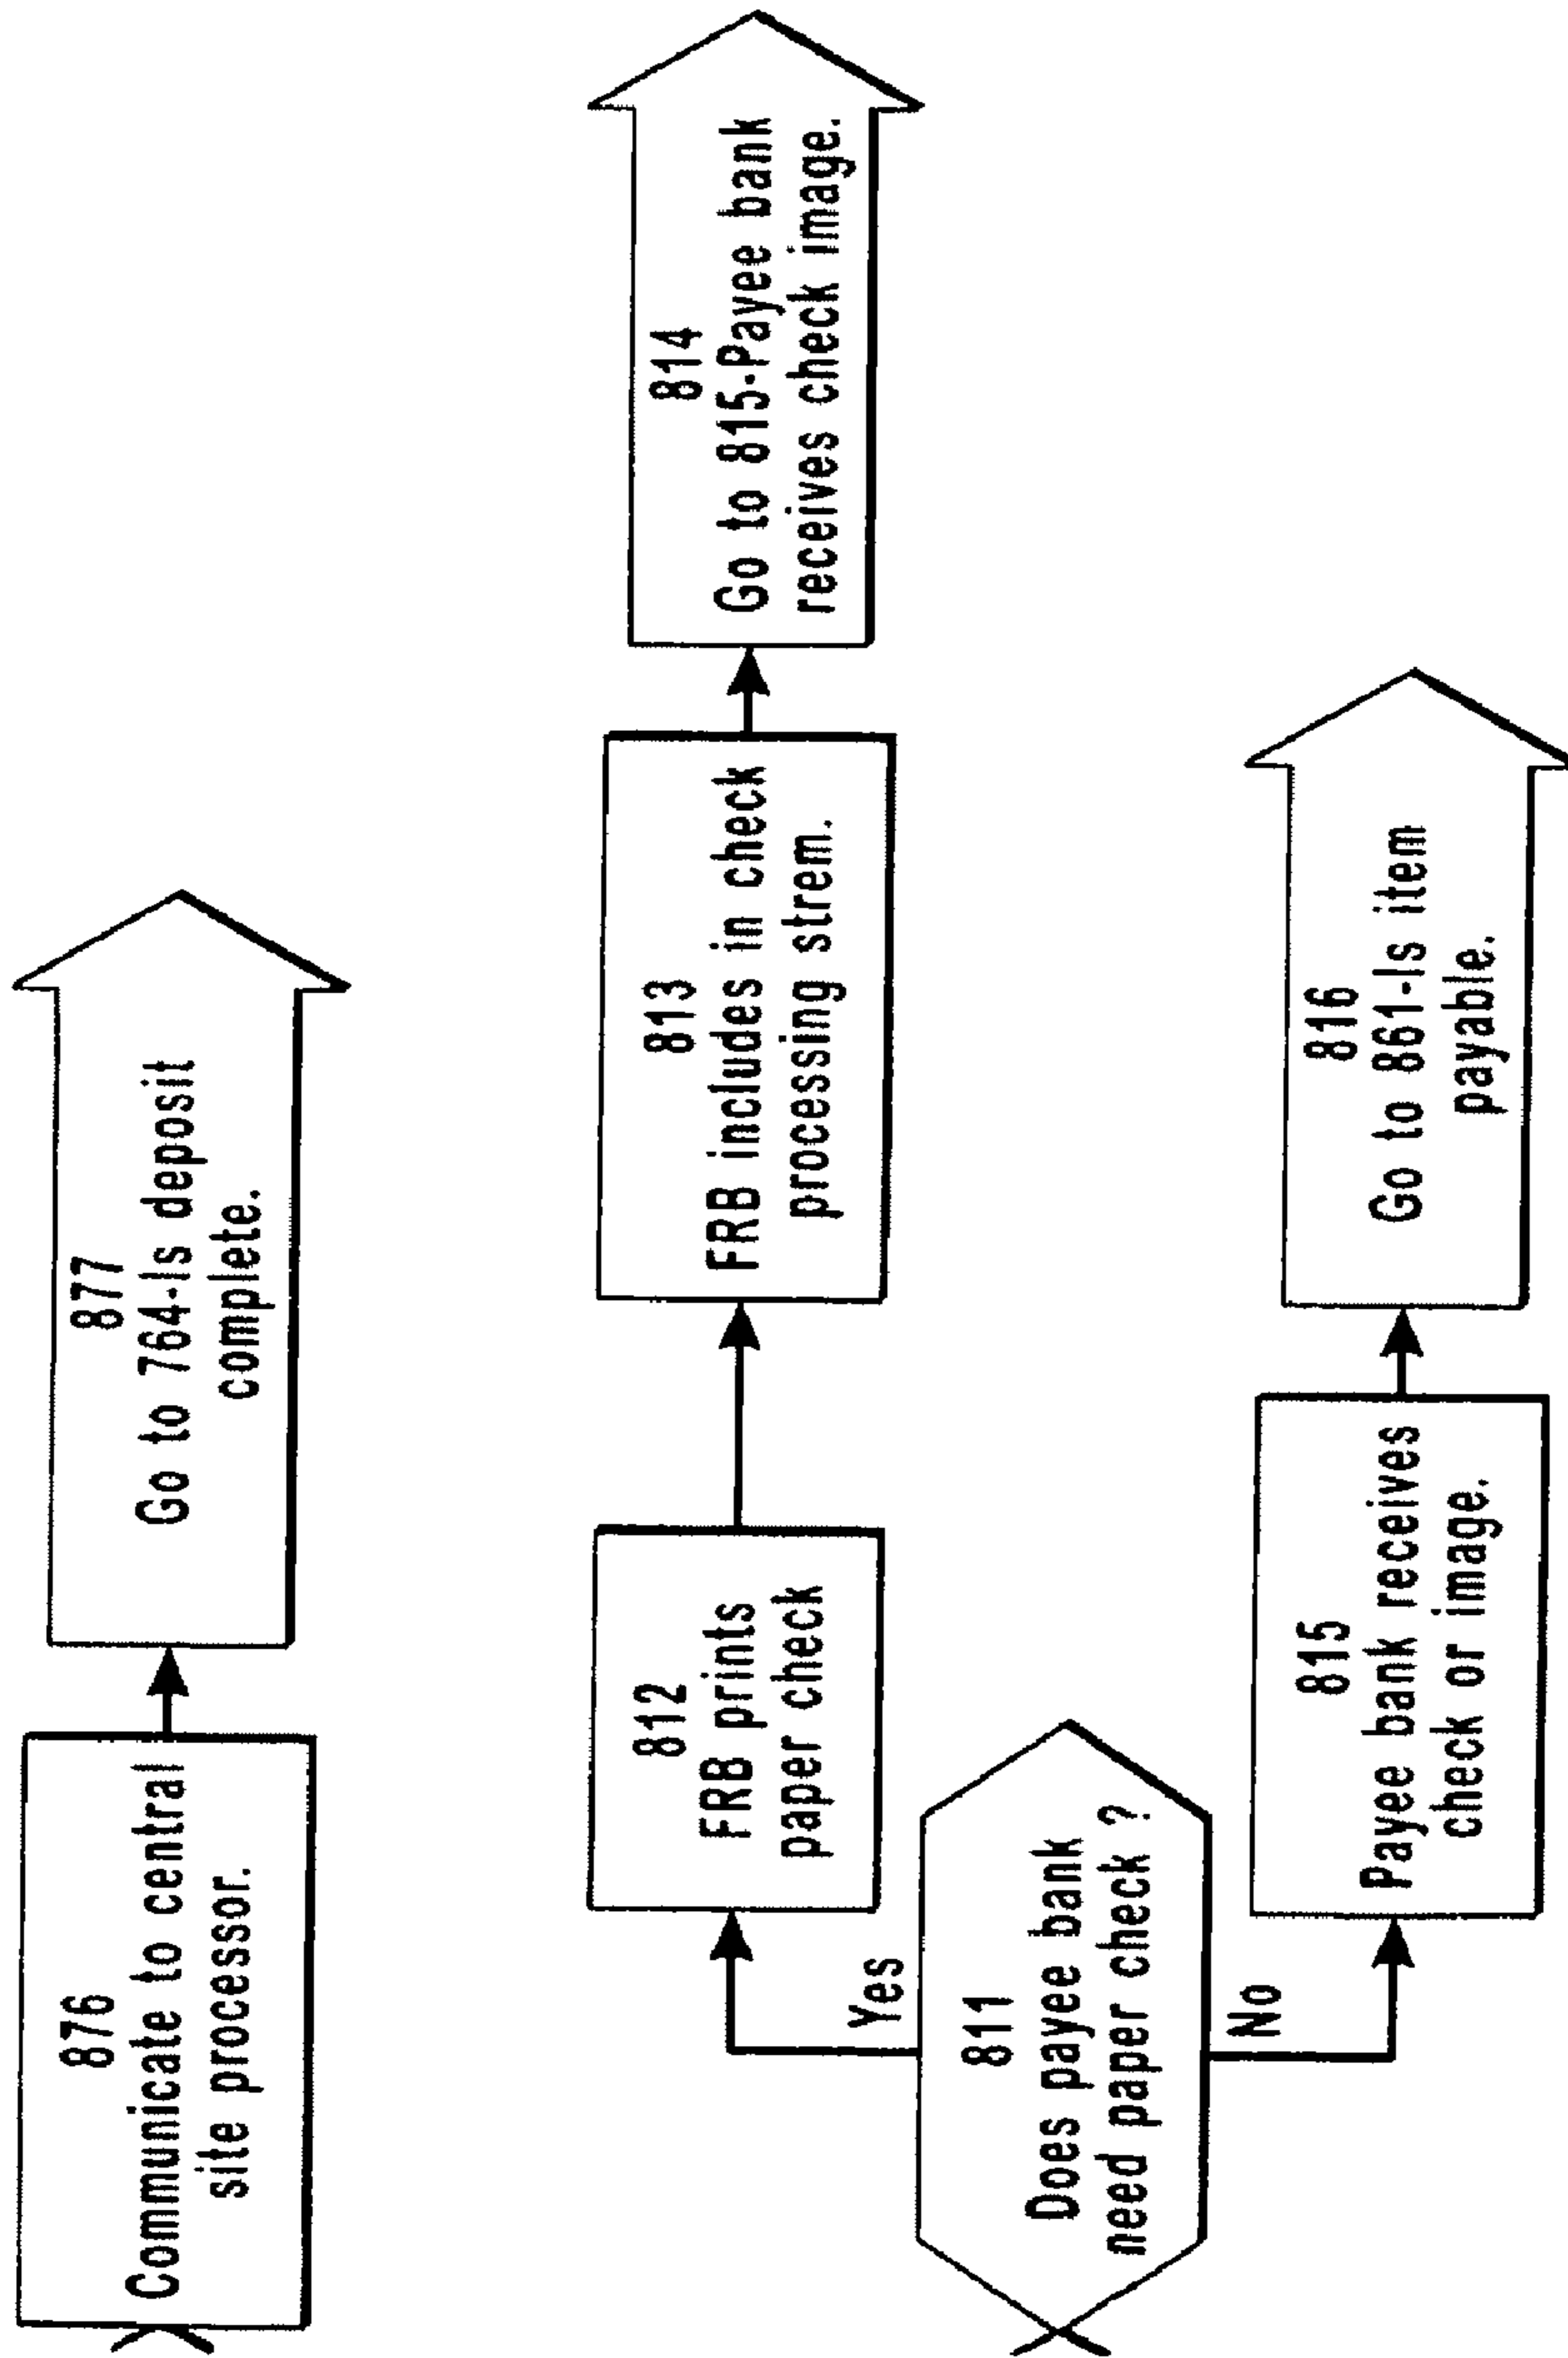 876
Communicate to central
site processor.
877
Go to 764-Is deposit
complete.
812
FRB prints
paper check
813
FRB includes in check
processing strem.
814
Go to 815-Payee bank
receives check image.
Yes
811
Does payee bank
need paper check ?
No
815
Payee bank receives
check or image.
816
Go to 861-Is item
payable.